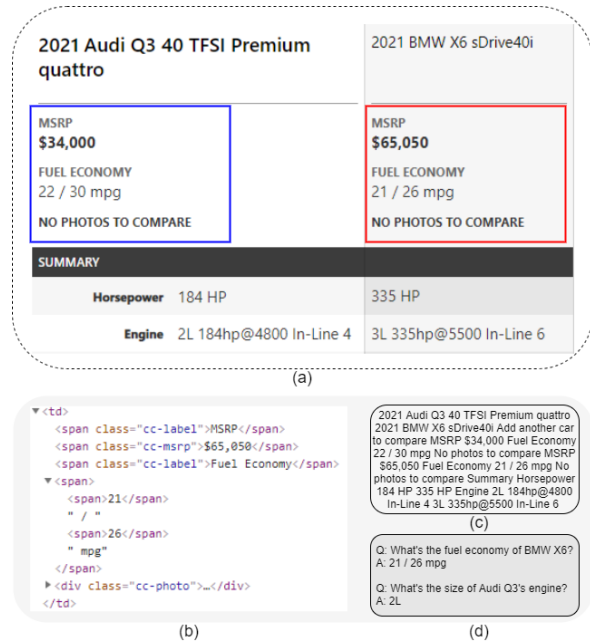 2021 Audi Q3 40 TFSI Premium
quattro
2021 BMW X6 sDrive40i
MSRP
$34,000
FUEL ECONOMY
22 / 30 mpg
NO PHOTOS TO COMPARE
MSRP
$65,050
FUEL ECONOMY
21 / 26 mpg
NO PHOTOS TO COMPARE
SUMMARY
Horsepower 184 HP 335 HP
Engine 2L 184hp@4800 In-Line 4 3L 335hp@5500 In-Line 6
(a)
▼<td>
<span class="cc-label">MSRP</span>
<span class="cc-msrp">$65,050</span>
<span class="cc-label">Fuel Economy</span>
▼<span>
<span>21</span>
" / "
<span>26</span>
" mpg"
</span>
▶<div class="cc-photo">…</div>
</td>
(b)
2021 Audi Q3 40 TFSI Premium quattro
2021 BMW X6 sDrive40i Add another car
to compare MSRP $34,000 Fuel Economy
22 / 30 mpg No photos to compare MSRP
$65,050 Fuel Economy 21 / 26 mpg No
photos to compare Summary Horsepower
184 HP 335 HP Engine 2L 184hp@4800
In-Line 4 3L 335hp@5500 In-Line 6
(c)
Q: What's the fuel economy of BMW X6?
A: 21 / 26 mpg
Q: What's the size of Audi Q3's engine?
A: 2L
(d)